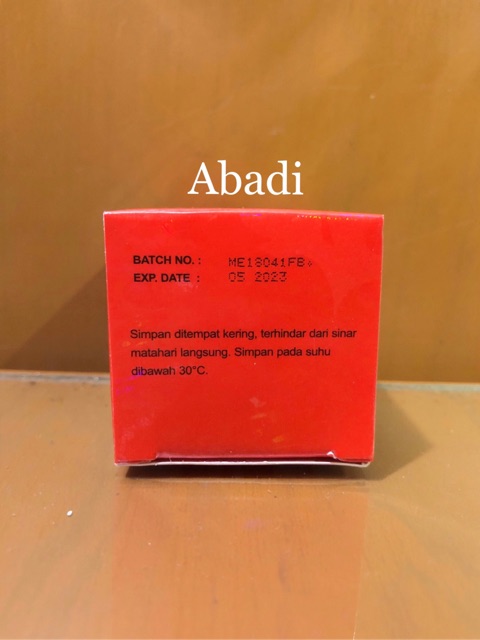 Abadi
BATCH NO. : ME18041FB
EXP. DATE : 05 2023
Simpan ditempat kering, terhindar dari sinar
matahari langsung. Simpan pada suhu
dibawah 30°C.